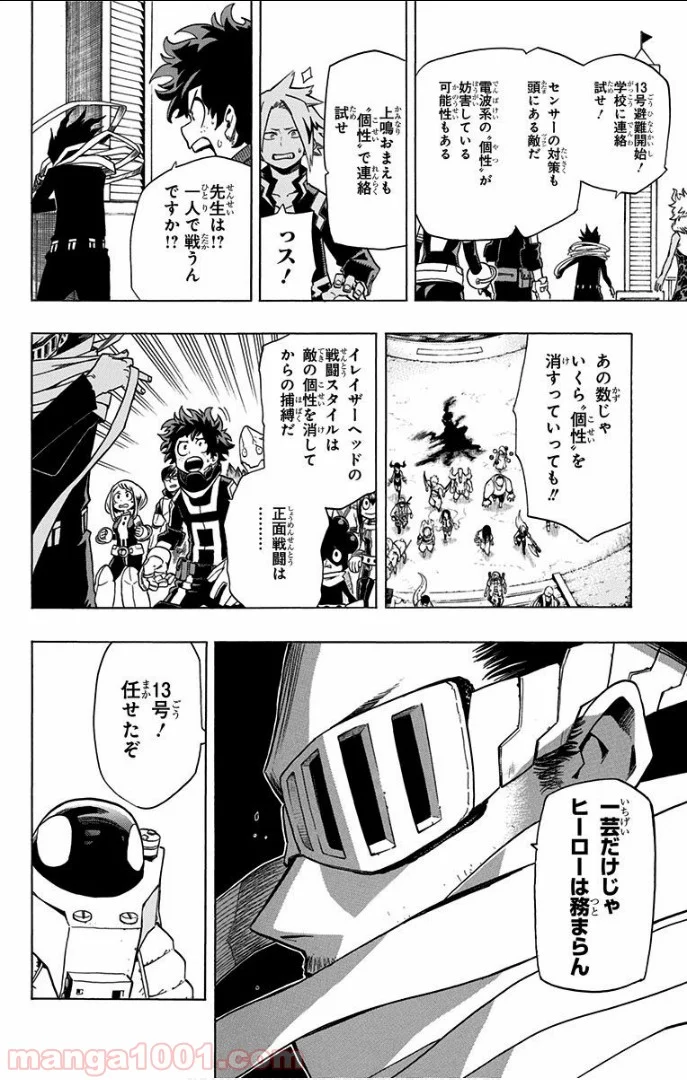 13号避難開始！
学校に連絡
試せ！
センサーの対策も
頭にある敵だ
電波系の“個性”が
妨害している
可能性もある
上鳴おまえも
“個性”で連絡
試せ
っス！
先生は！？
一人で戦うん
ですか！？
あの数じゃ
いくら“個性”を
消すっていっても！！
イレイザーヘッドの
戦闘スタイルは
敵の個性を消して
からの捕縛だ
正面戦闘は
………
一芸だけじゃ
ヒーローは務まらん
13号！
任せたぞ
manga1001.com